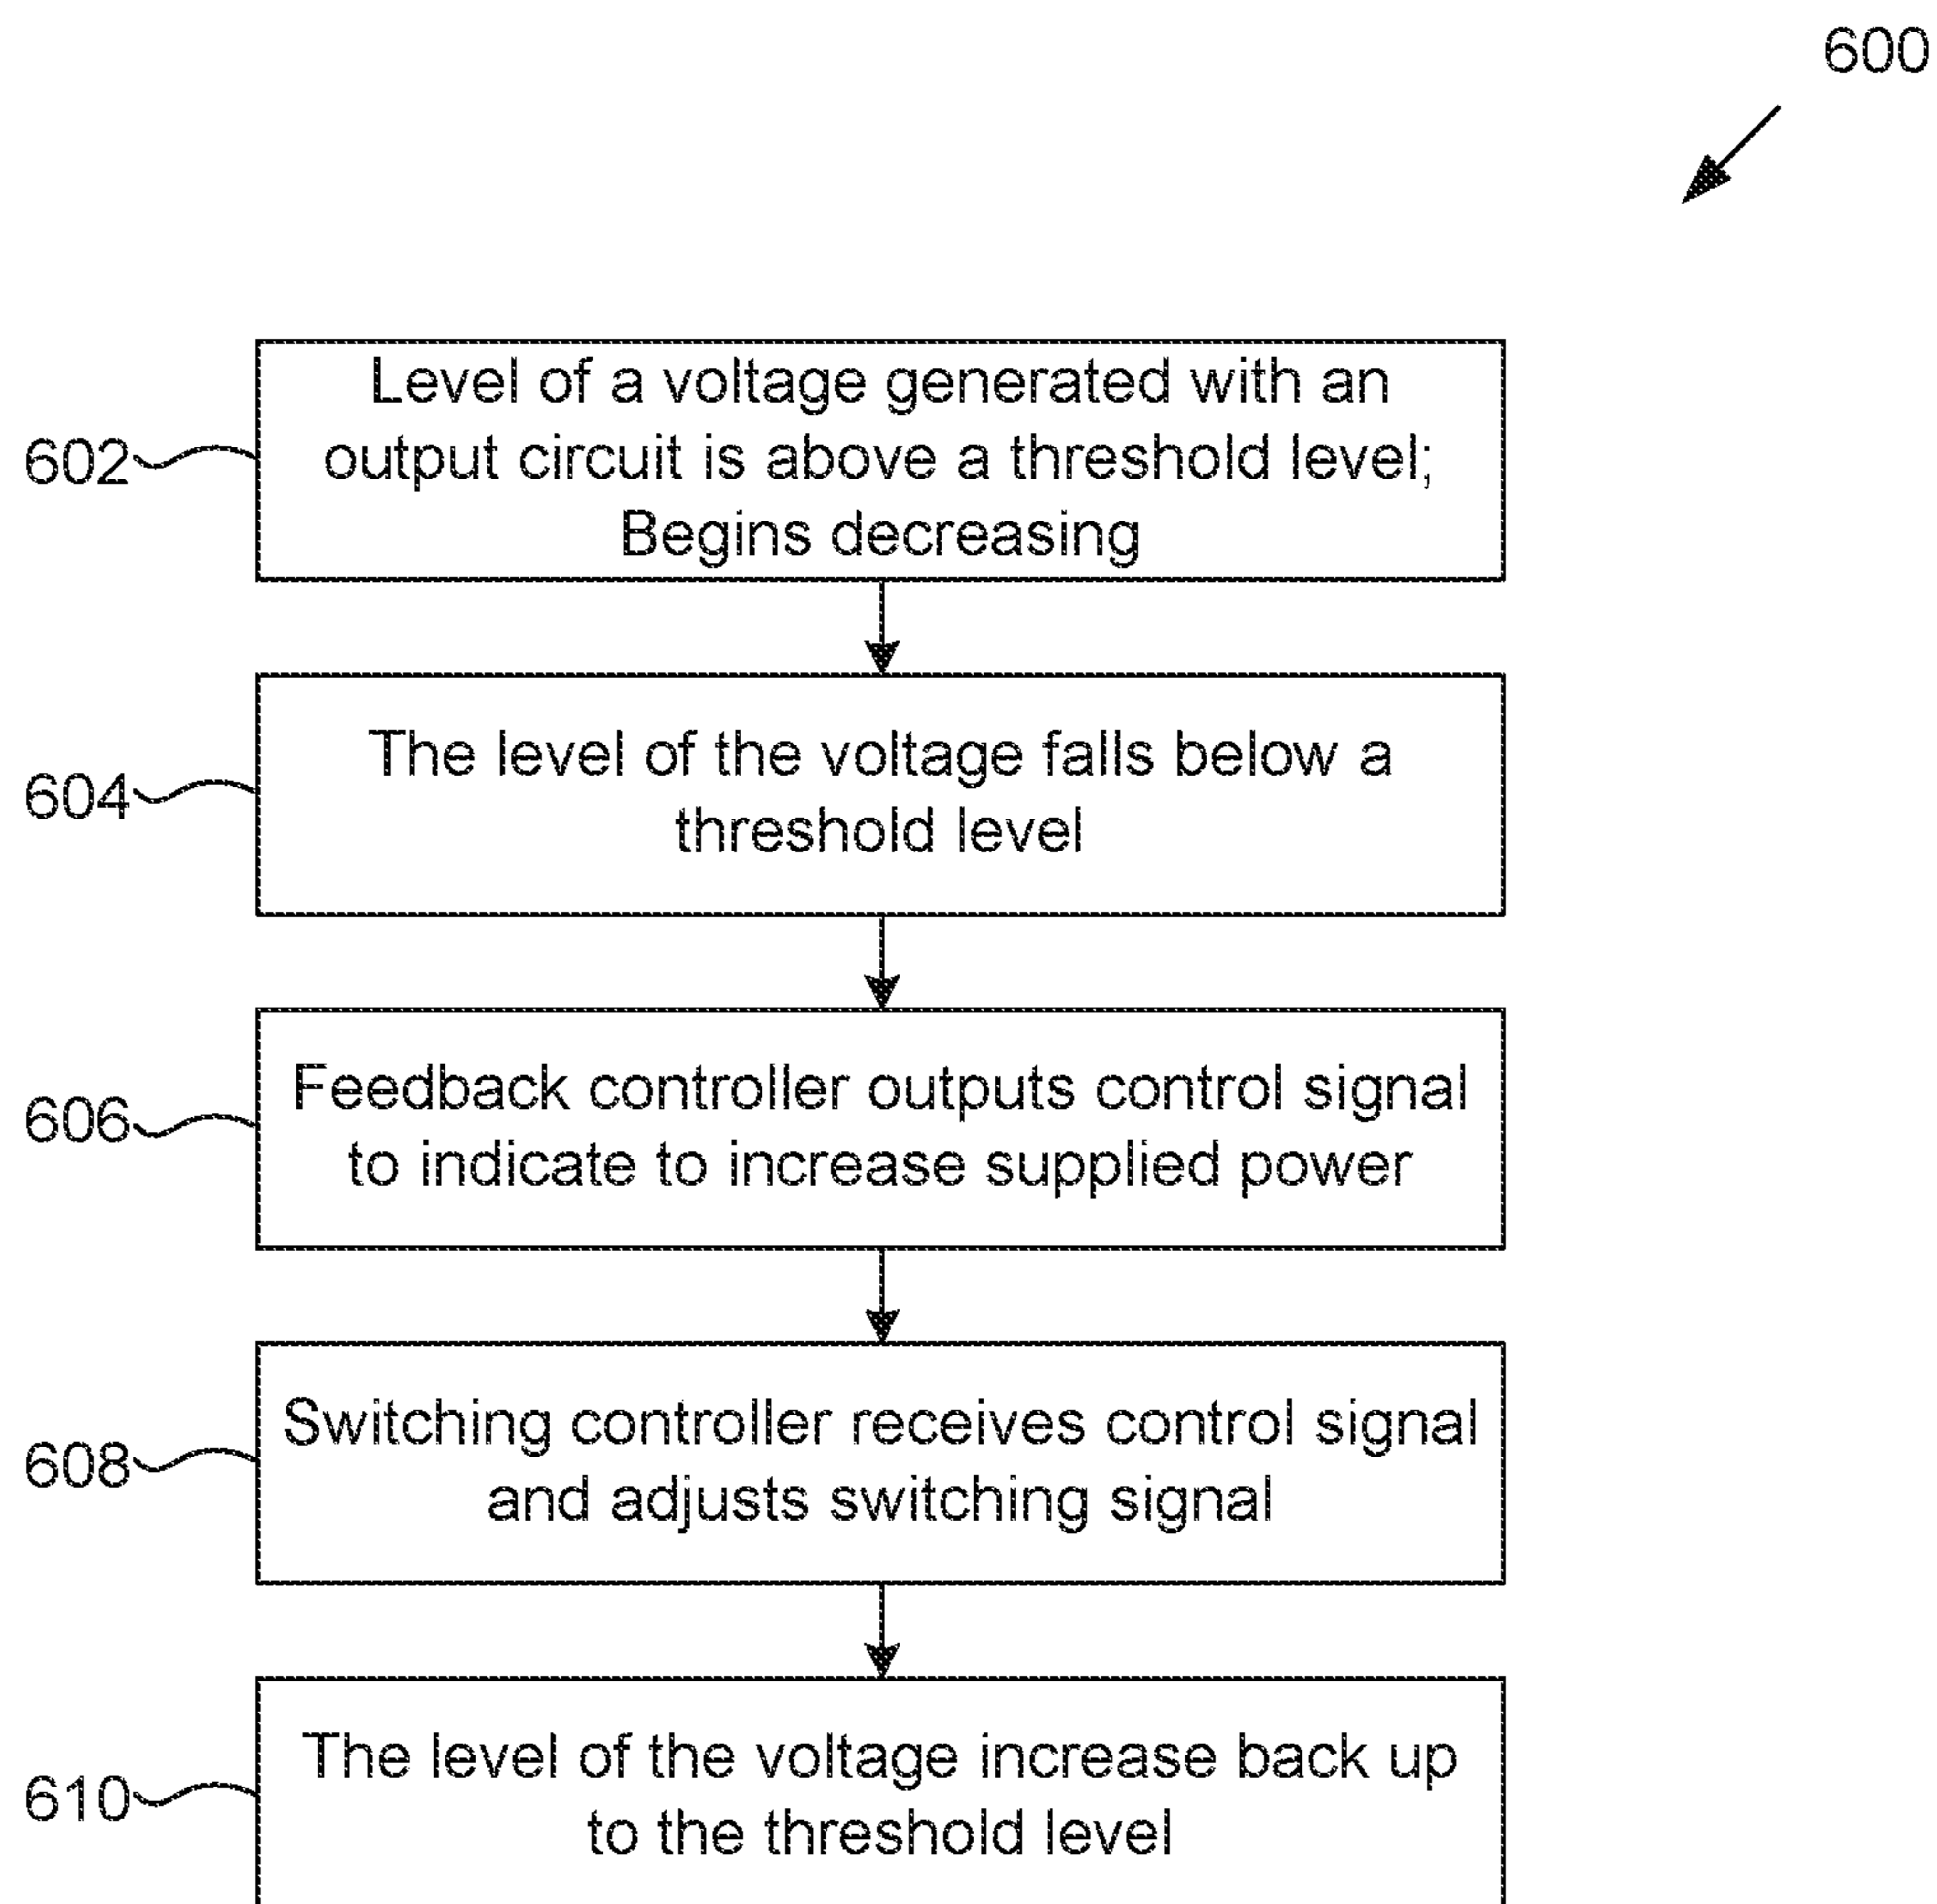 600
602
Level of a voltage generated with an
output circuit is above a threshold level;
Begins decreasing
604
The level of the voltage falls below a
threshold level
606
Feedback controller outputs control signal
to indicate to increase supplied power
608
Switching controller receives control signal
and adjusts switching signal
610
The level of the voltage increase back up
to the threshold level